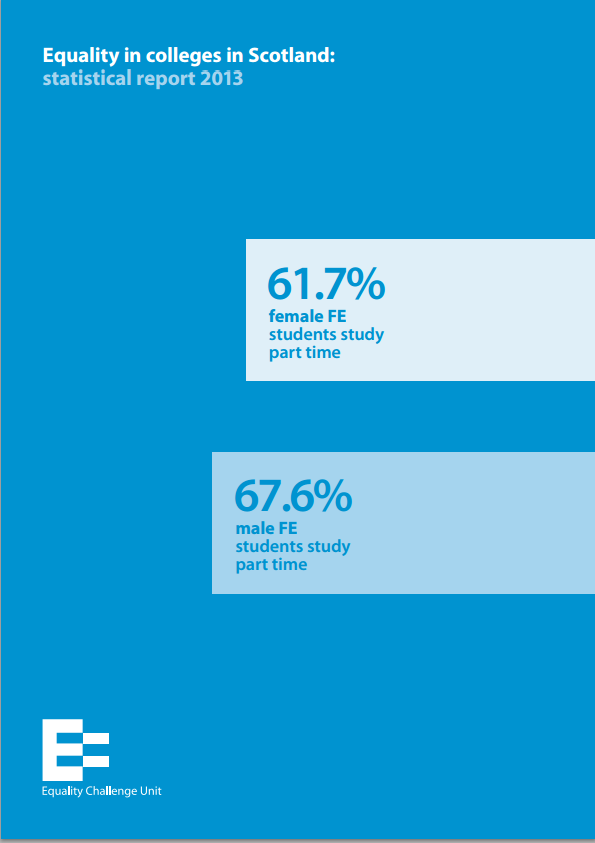 Equality in colleges in Scotland:
statistical report 2013
61.7%
female FE
students study
part time
67.6%
male FE
students study
part time
Equality Challenge Unit